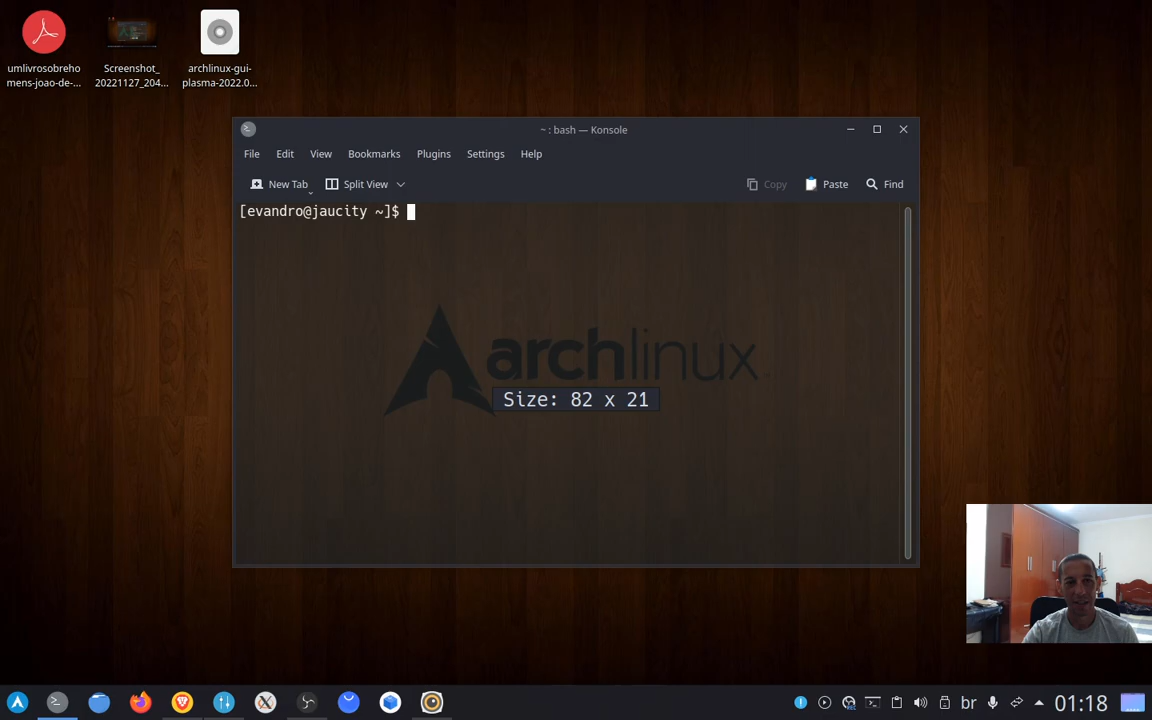 umlivrosobreho
mens-joao-de-...
Screenshot_
20221127_204...
archlinux-gui-
plasma-2022.0...
~ : bash — Konsole
File Edit View Bookmarks Plugins Settings Help
New Tab Split View Copy Paste Find
[evandro@jaucity ~]$
archlinux
Size: 82 x 21
br 01:18